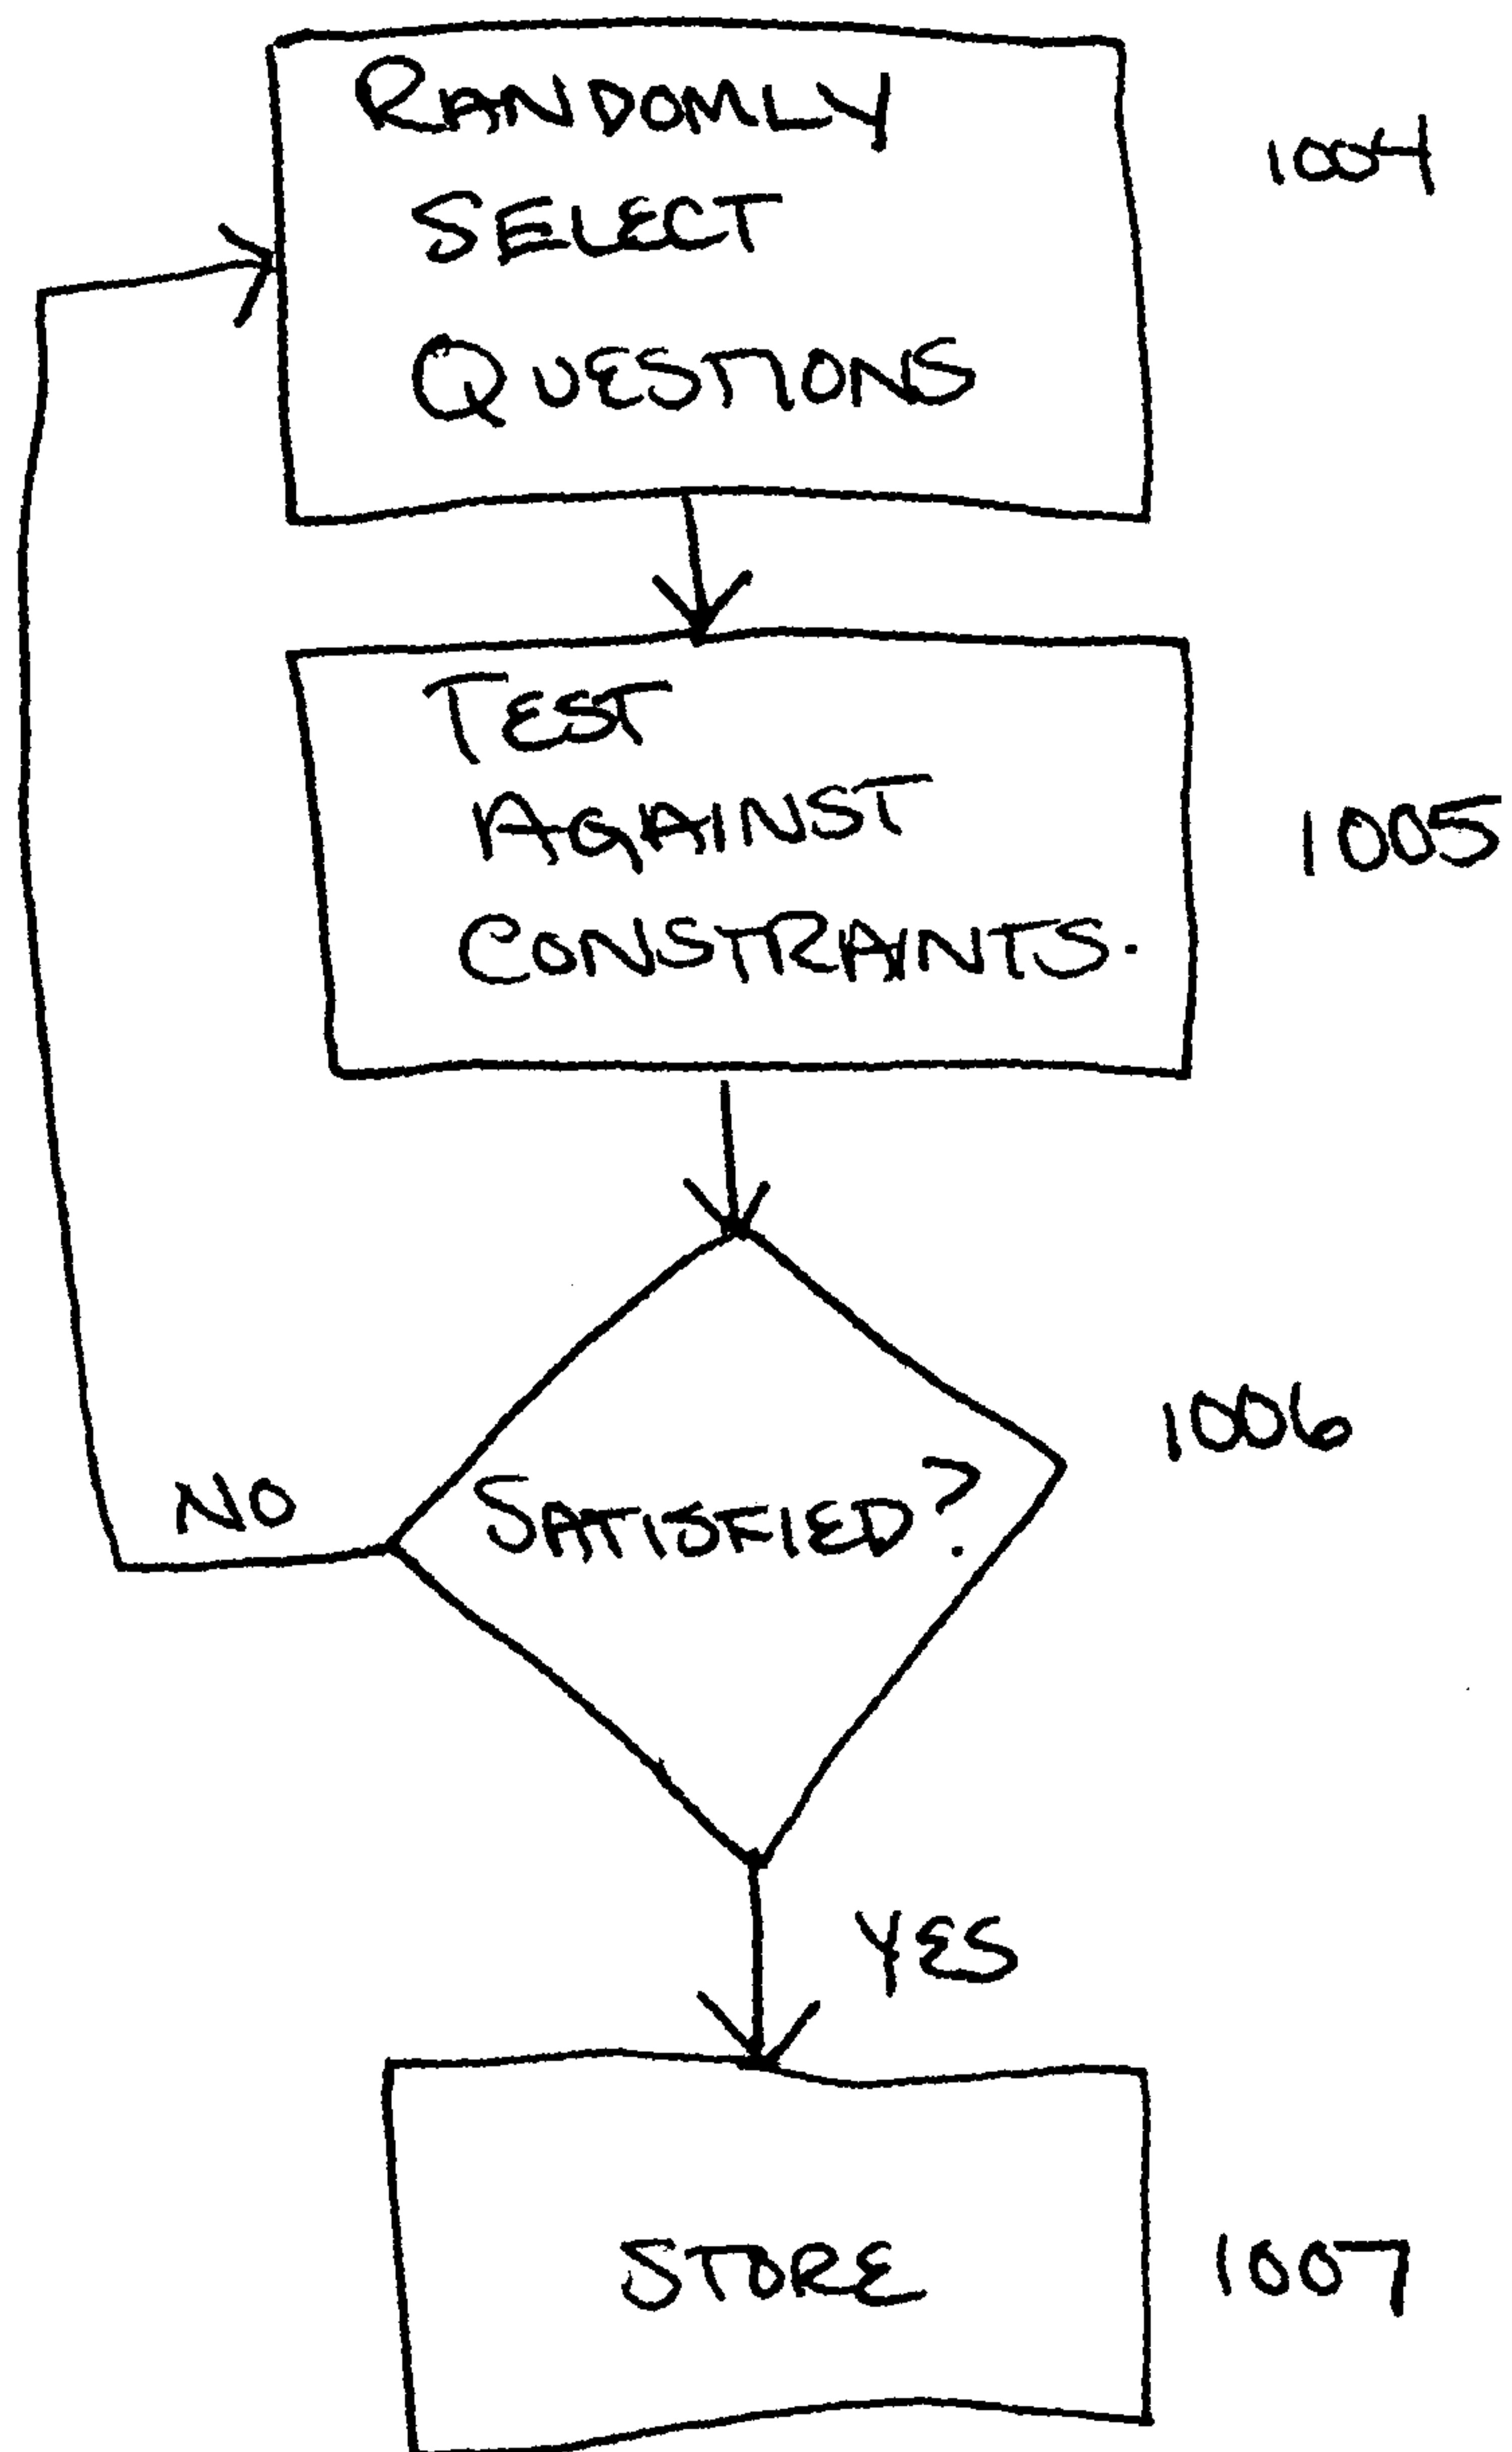 RANDOMLY
SELECT
QUESTIONS
1004
TEST
AGAINST
CONSTRAINTS.
1005
1006
NO
SATISFIED?
YES
STORE
1007